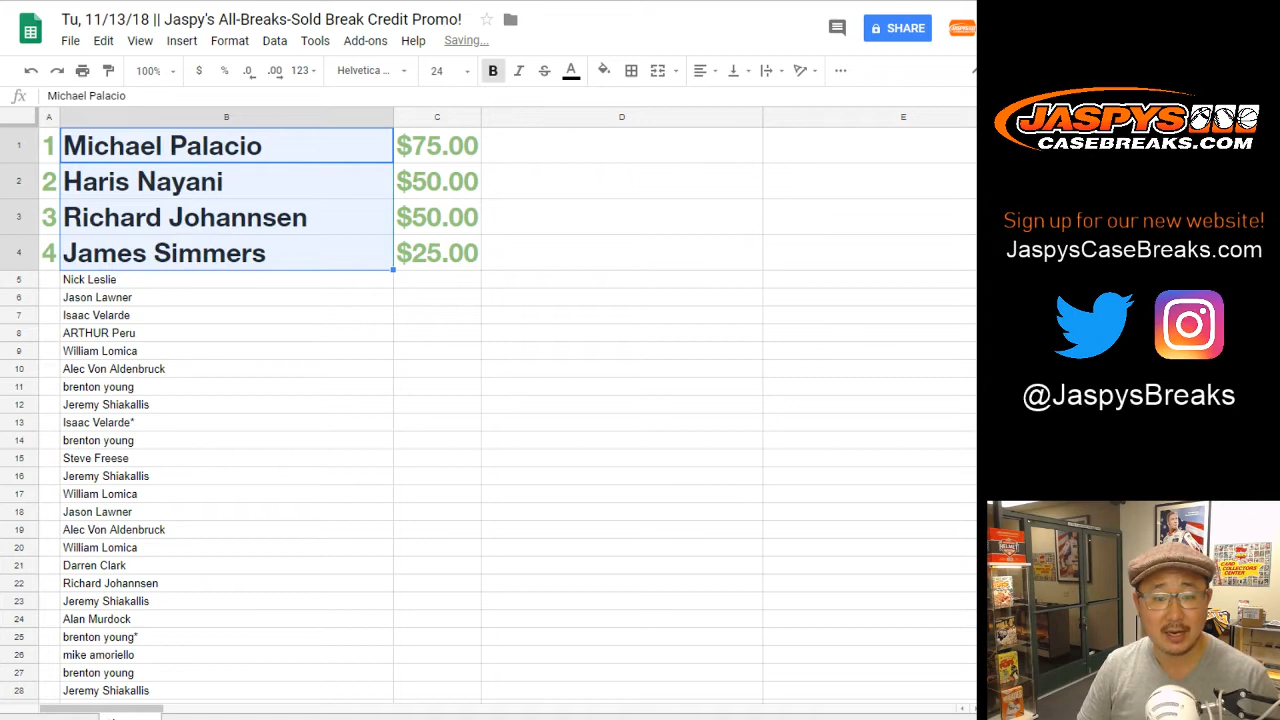 Tu, 11/13/18 || Jaspy's All-Breaks-Sold Break Credit Promo!
File Edit View Insert Format Data Tools Add-ons Help Saving...
SHARE
100% $ % .0 .00 123 Helvetica ... 24 B I S A
fx Michael Palacio
A B C D E
1 1 Michael Palacio $75.00
2 2 Haris Nayani $50.00
3 3 Richard Johannsen $50.00
4 4 James Simmers $25.00
5 Nick Leslie
6 Jason Lawner
7 Isaac Velarde
8 ARTHUR Peru
9 William Lomica
10 Alec Von Aldenbruck
11 brenton young
12 Jeremy Shiakallis
13 Isaac Velarde*
14 brenton young
15 Steve Freese
16 Jeremy Shiakallis
17 William Lomica
18 Jason Lawner
19 Alec Von Aldenbruck
20 William Lomica
21 Darren Clark
22 Richard Johannsen
23 Jeremy Shiakallis
24 Alan Murdock
25 brenton young*
26 mike amoriello
27 brenton young
28 Jeremy Shiakallis
JASPYS
CASEBREAKS.COM
Sign up for our new website!
JaspysCaseBreaks.com
@JaspysBreaks
CARD
COLLECTORS
CENTER